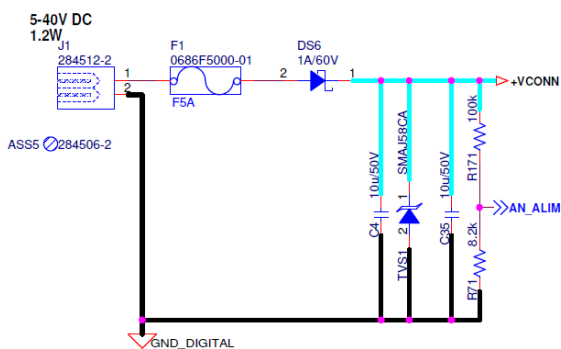 5-40V DC
1.2W
J1
284512-2
1
2
ASS5 284506-2
F1
0686F5000-01
F5A
DS6
1A/60V
2
1
+VCONN
10u/50V
C4
SMAJ58CA
1
2
TVS1
10u/50V
C35
100k
R171
AN_ALIM
8.2k
R71
GND_DIGITAL